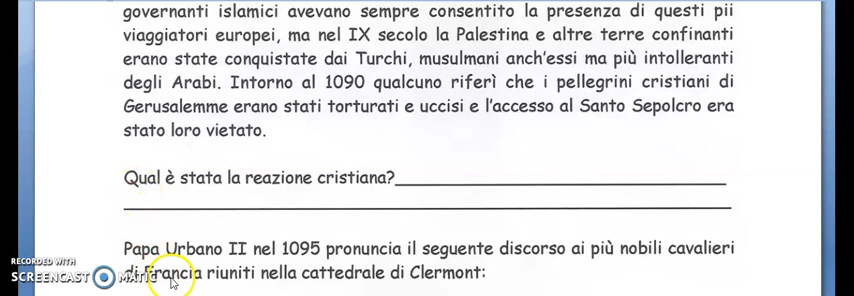 governanti islamici avevano sempre consentito la presenza di questi pii
viaggiatori europei, ma nel IX secolo la Palestina e altre terre confinanti
erano state conquistate dai Turchi, musulmani anch'essi ma più intolleranti
degli Arabi. Intorno al 1090 qualcuno riferì che i pellegrini cristiani di
Gerusalemme erano stati torturati e uccisi e l'accesso al Santo Sepolcro era
stato loro vietato.
Qual è stata la reazione cristiana?
Papa Urbano II nel 1095 pronuncia il seguente discorso ai più nobili cavalieri
di Francia riuniti nella cattedrale di Clermont:
RECORDED WITH
SCREENCAST MATIC